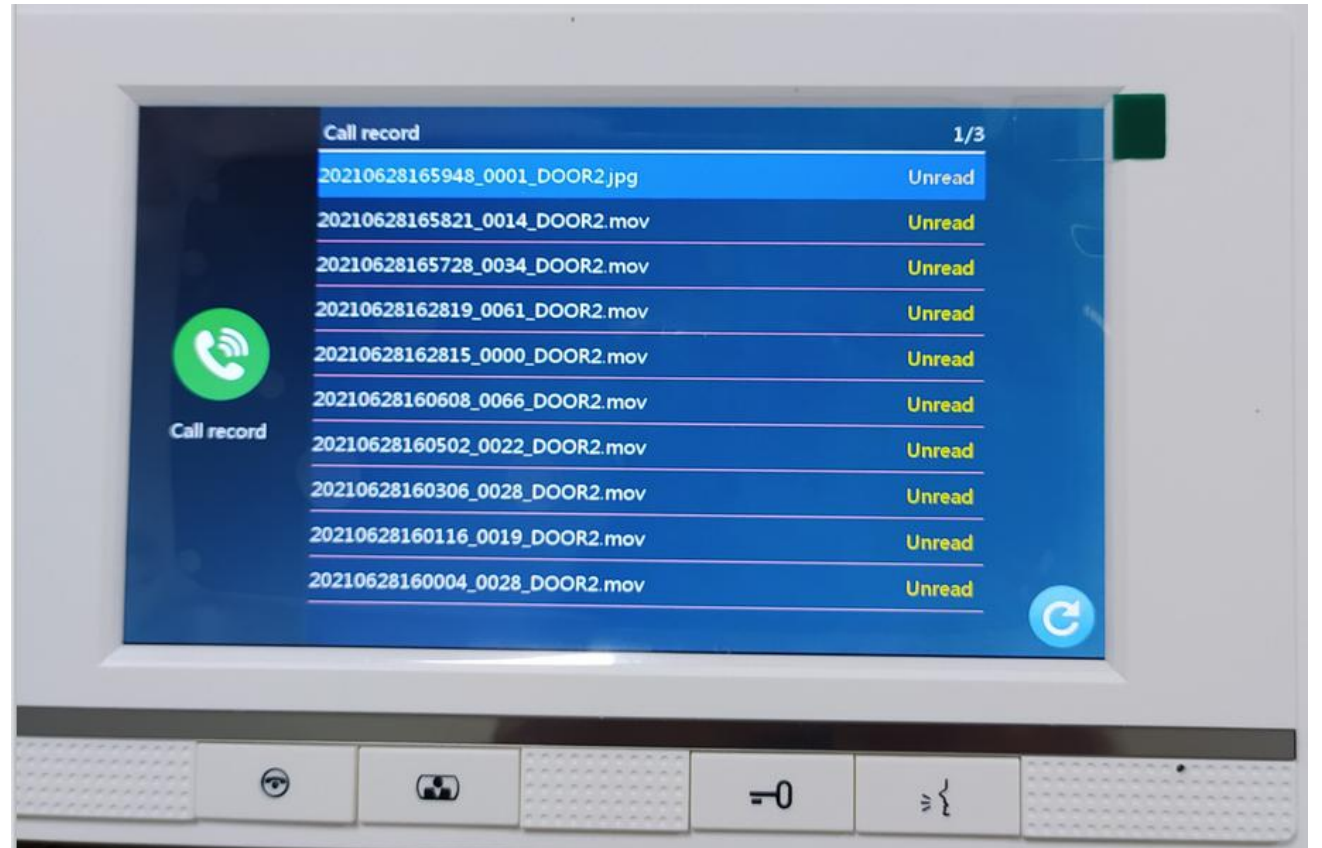 Call record 1/3
20210628165948_0001_DOOR2.jpg Unread
20210628165821_0014_DOOR2.mov Unread
20210628165728_0034_DOOR2.mov Unread
20210628162819_0061_DOOR2.mov Unread
20210628162815_0000_DOOR2.mov Unread
20210628160608_0066_DOOR2.mov Unread
Call record
20210628160502_0022_DOOR2.mov Unread
20210628160306_0028_DOOR2.mov Unread
20210628160116_0019_DOOR2.mov Unread
20210628160004_0028_DOOR2.mov Unread